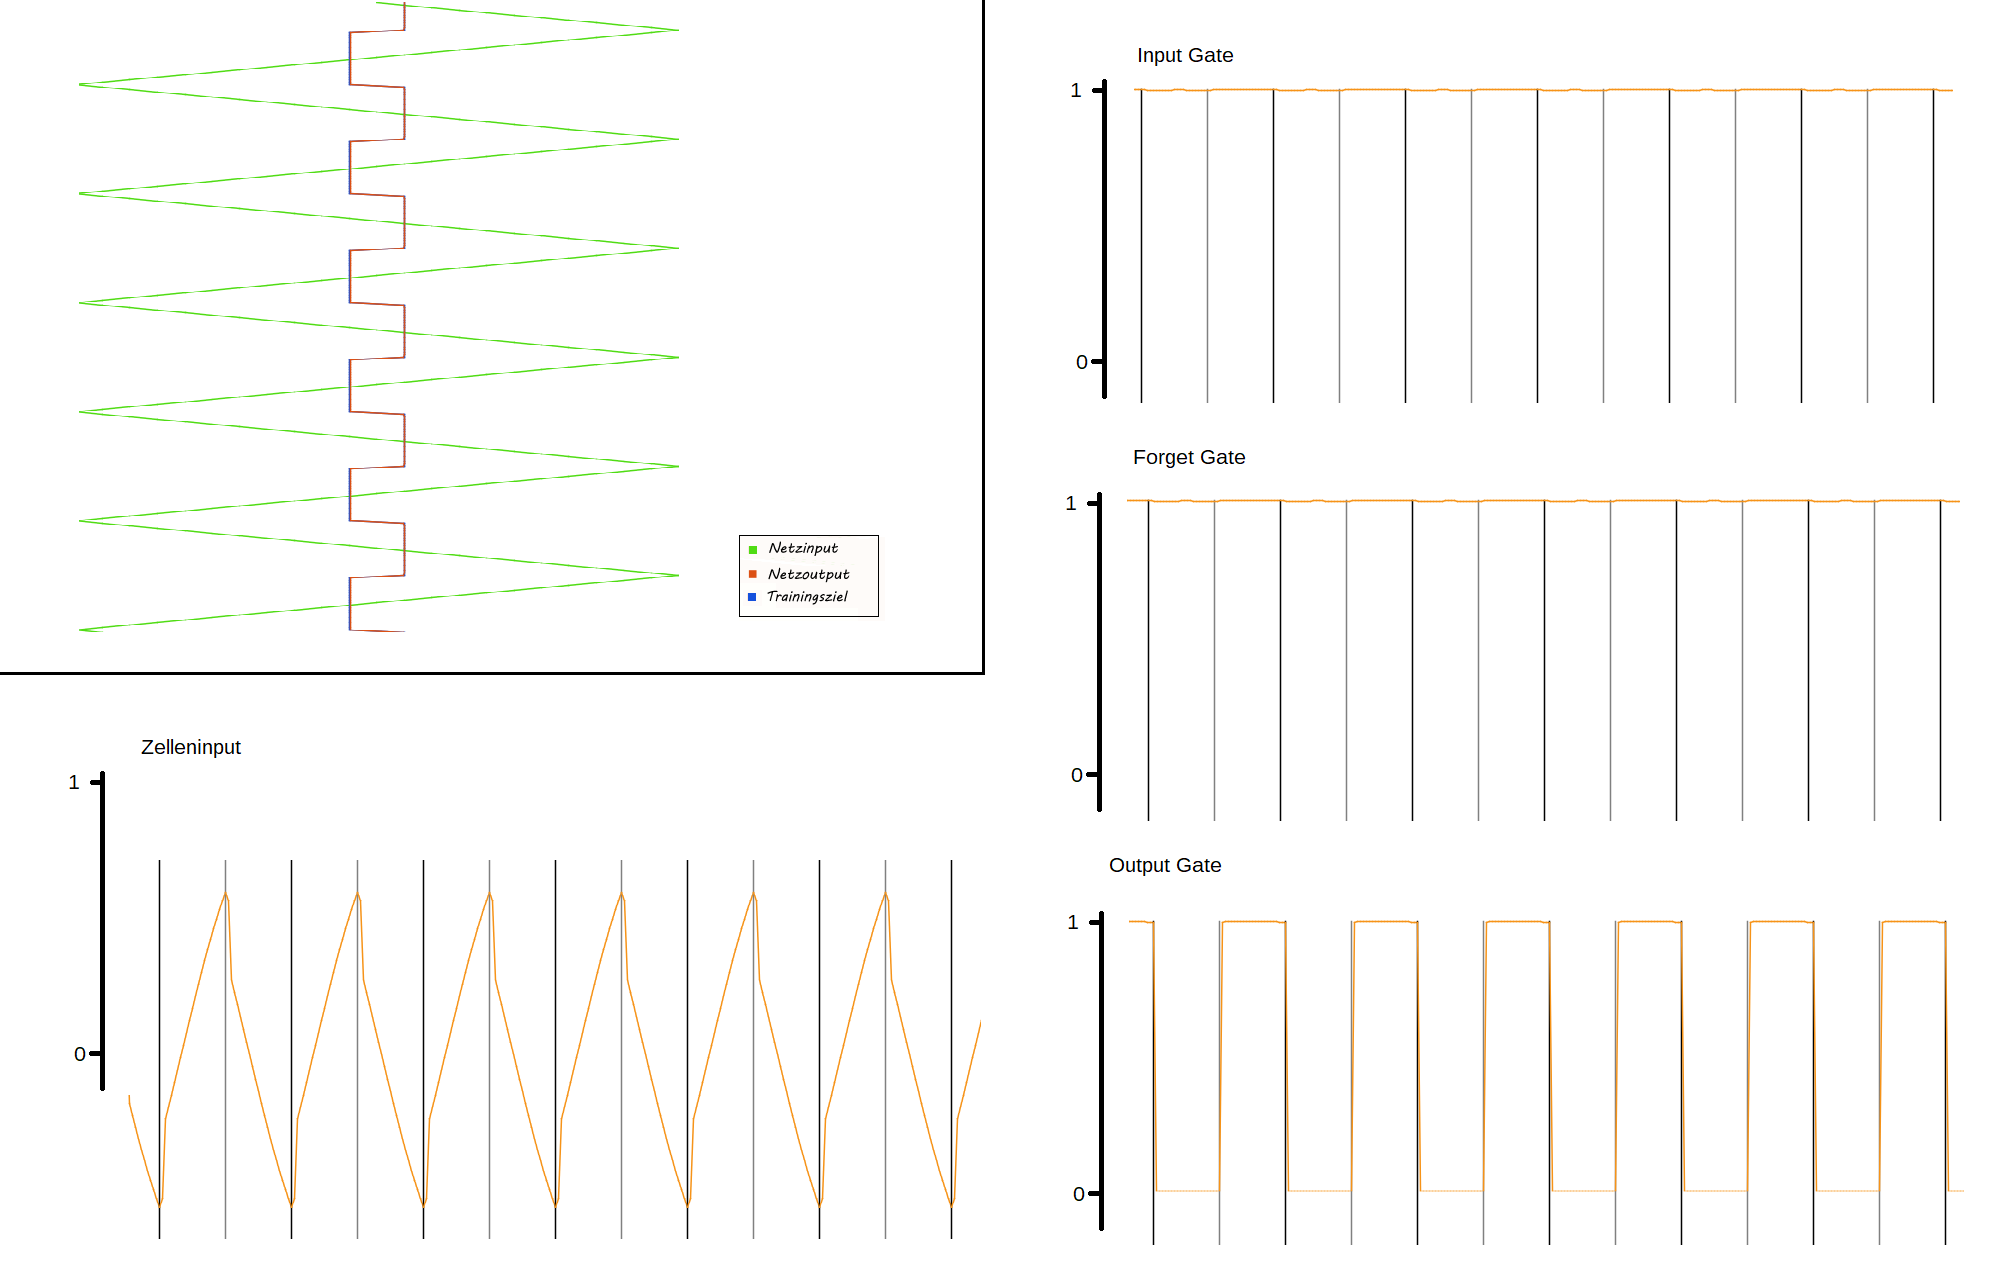 Netzinput
Netzoutput
Trainingsziel
Zelleninput
1
0
Input Gate
1
0
Forget Gate
1
0
Output Gate
1
0